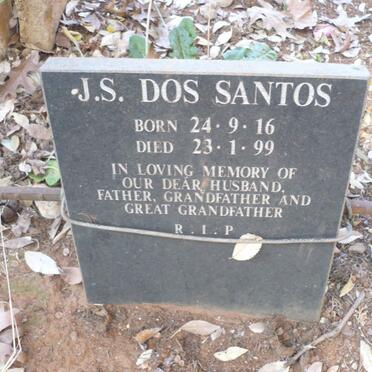 J.S. DOS SANTOS
BORN 24·9·16
DIED 23·1·99
IN LOVING MEMORY OF
OUR DEAR HUSBAND,
FATHER, GRANDFATHER AND
GREAT GRANDFATHER
R.I.P